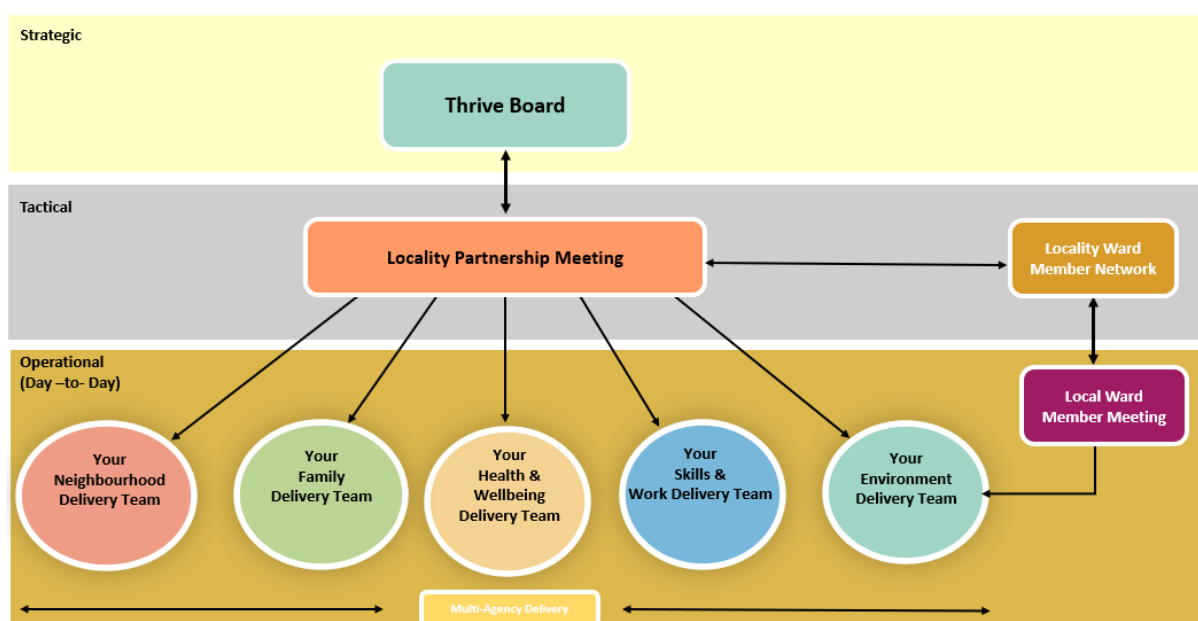 Strategic
Thrive Board
Tactical
Locality Partnership Meeting
Locality Ward
Member Network
Operational
(Day –to- Day)
Local Ward
Member Meeting
Your
Neighbourhood
Delivery Team
Your
Family
Delivery Team
Your
Health &
Wellbeing
Delivery Team
Your
Skills &
Work Delivery Team
Your
Environment
Delivery Team
Multi-Agency Delivery